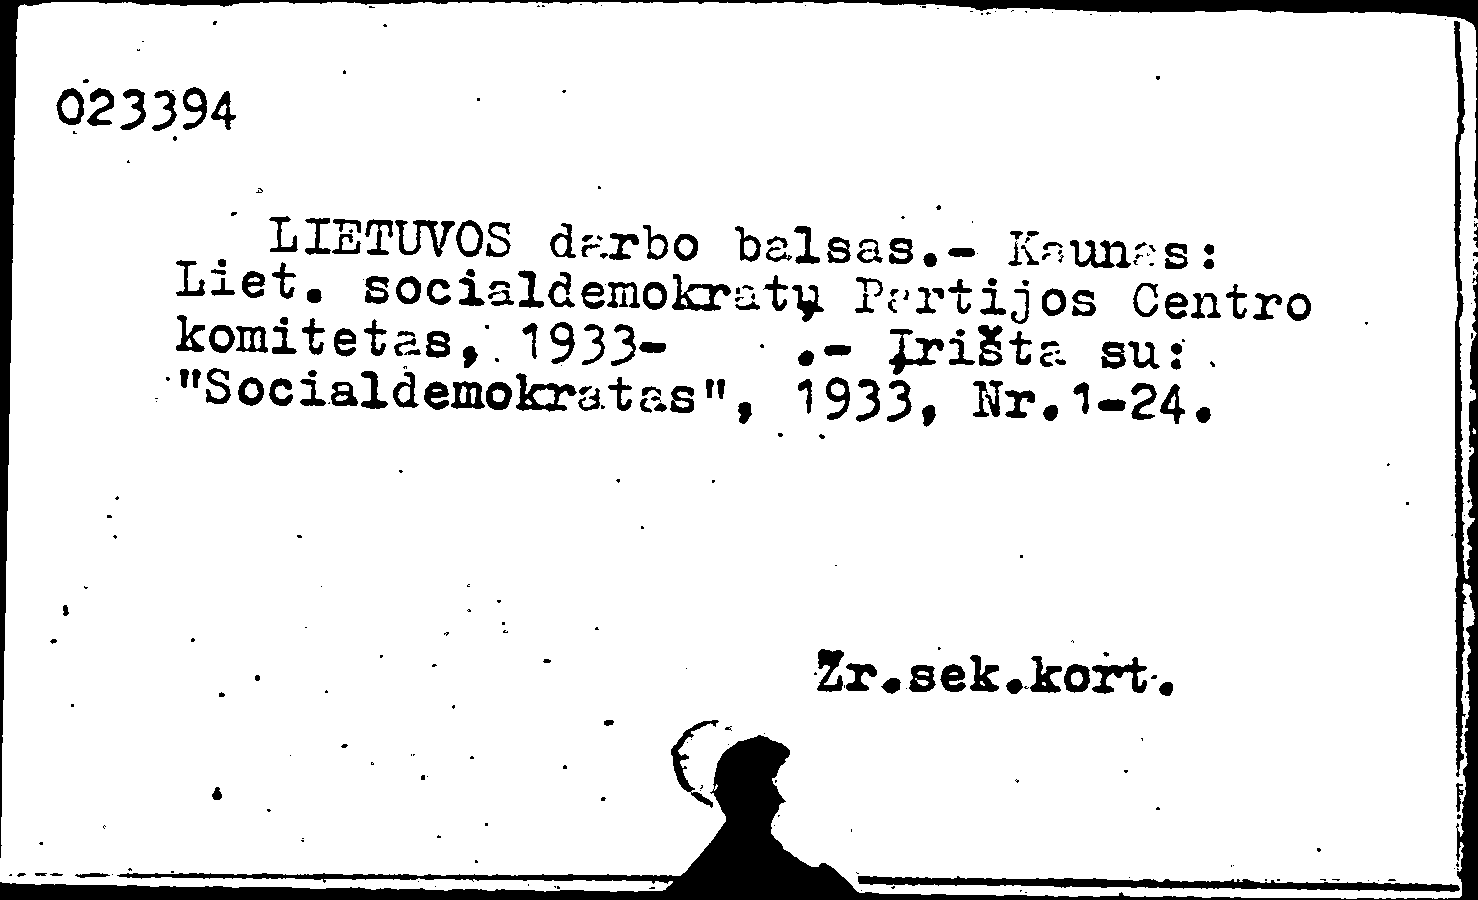 023394
LIETUVOS darbo balsas.- Kaunas:
Liet. socialdemokratų Partijos Centro
komitetas, 1933-     .- Įrišta su:
"Socialdemokratas", 1933, Nr.1-24.
Žr.sek.kort.